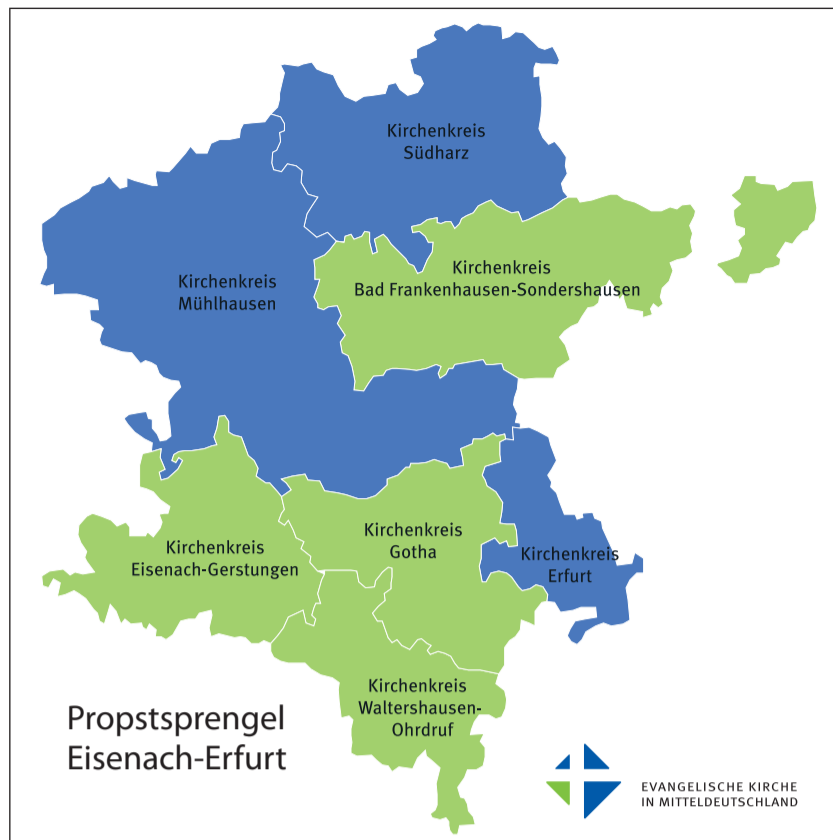 Kirchenkreis
Südharz
Kirchenkreis
Mühlhausen
Kirchenkreis
Bad Frankenhausen-Sondershausen
Kirchenkreis
Eisenach-Gerstungen
Kirchenkreis
Gotha
Kirchenkreis
Erfurt
Kirchenkreis
Waltershausen-
Ohrdruf
Propstsprengel
Eisenach-Erfurt
EVANGELISCHE KIRCHE
IN MITTELDEUTSCHLAND